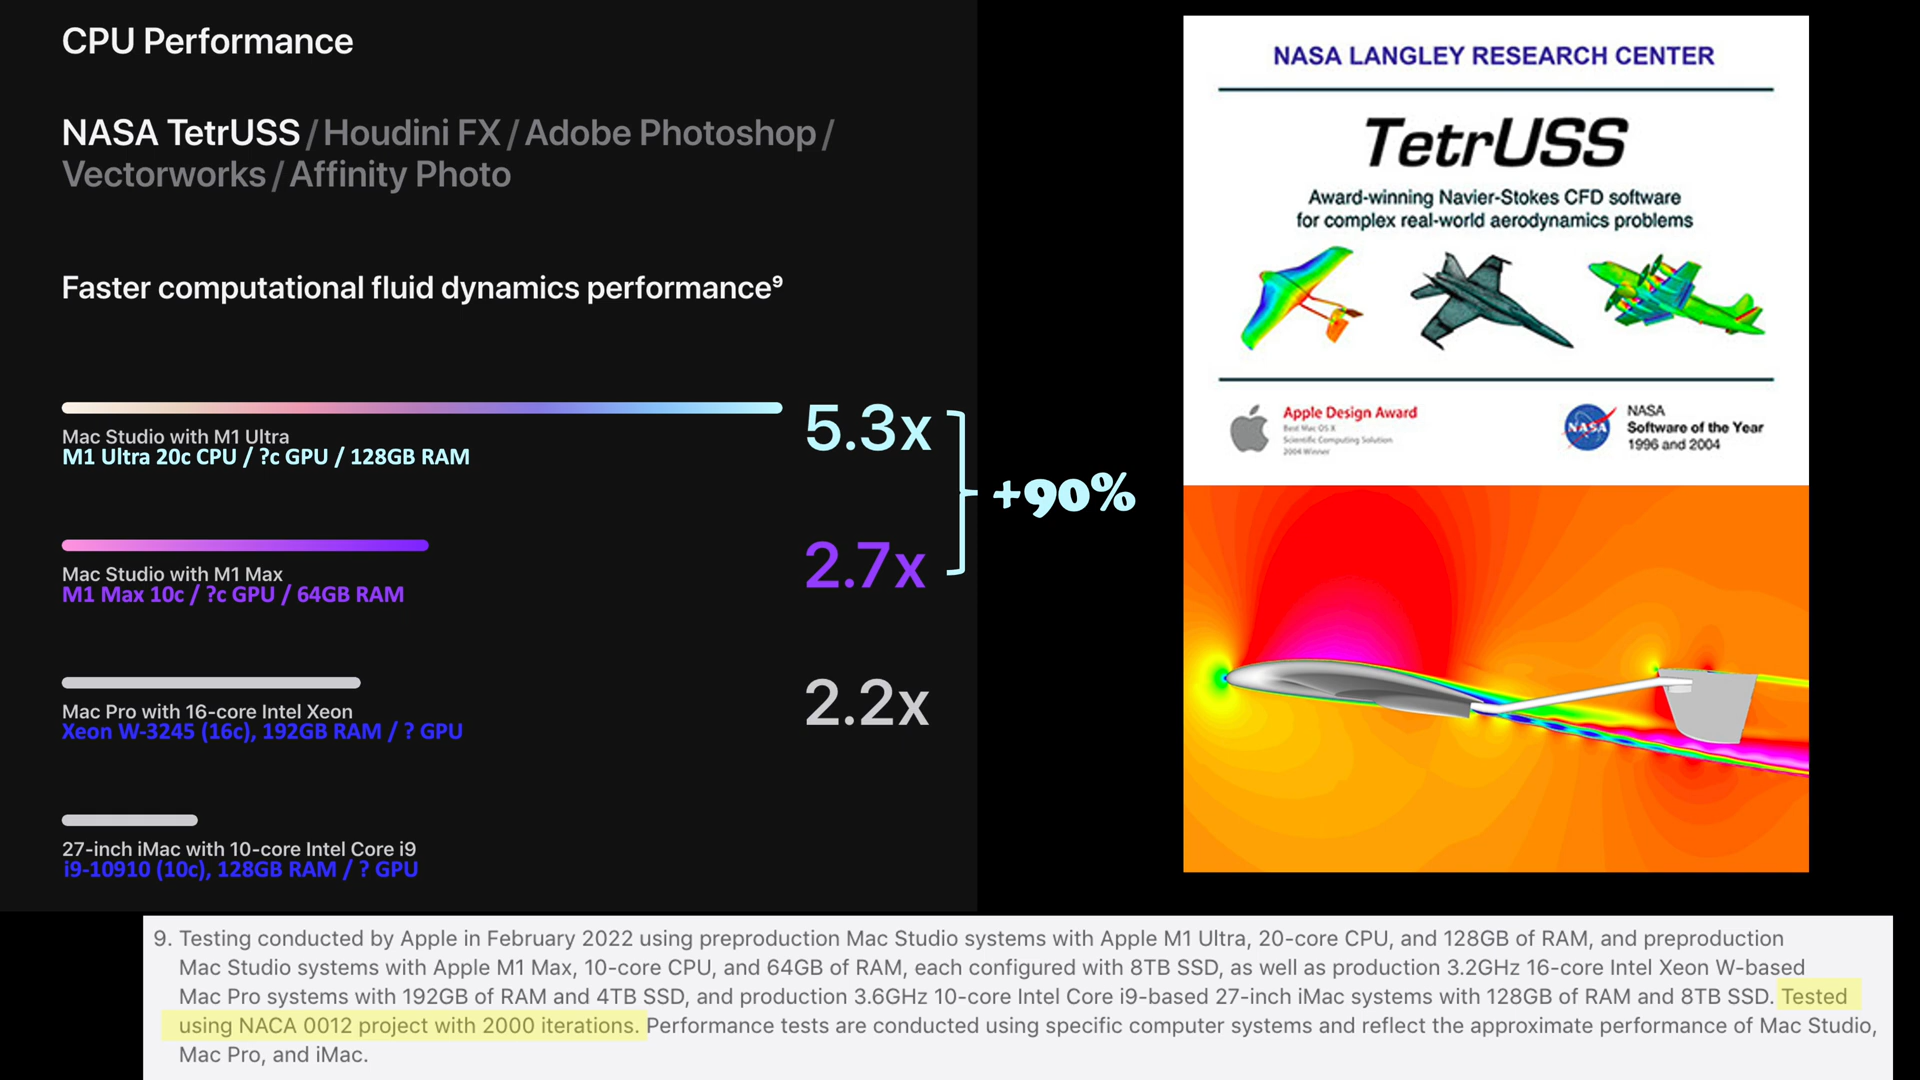 CPU Performance
NASA TetrUSS / Houdini FX / Adobe Photoshop /
Vectorworks / Affinity Photo
Faster computational fluid dynamics performance⁹
5.3x
Mac Studio with M1 Ultra
M1 Ultra 20c CPU / ?c GPU / 128GB RAM
+90%
2.7x
Mac Studio with M1 Max
M1 Max 10c / ?c GPU / 64GB RAM
2.2x
Mac Pro with 16-core Intel Xeon
Xeon W-3245 (16c), 192GB RAM / ? GPU
27-inch iMac with 10-core Intel Core i9
i9-10910 (10c), 128GB RAM / ? GPU
NASA LANGLEY RESEARCH CENTER
TetrUSS
Award-winning Navier-Stokes CFD software
for complex real-world aerodynamics problems
Apple Design Award
Best Mac OS X
Scientific Computing Solution
2004 Winner
NASA
NASA
Software of the Year
1996 and 2004
9. Testing conducted by Apple in February 2022 using preproduction Mac Studio systems with Apple M1 Ultra, 20-core CPU, and 128GB of RAM, and preproduction
Mac Studio systems with Apple M1 Max, 10-core CPU, and 64GB of RAM, each configured with 8TB SSD, as well as production 3.2GHz 16-core Intel Xeon W-based
Mac Pro systems with 192GB of RAM and 4TB SSD, and production 3.6GHz 10-core Intel Core i9-based 27-inch iMac systems with 128GB of RAM and 8TB SSD. Tested
using NACA 0012 project with 2000 iterations. Performance tests are conducted using specific computer systems and reflect the approximate performance of Mac Studio,
Mac Pro, and iMac.